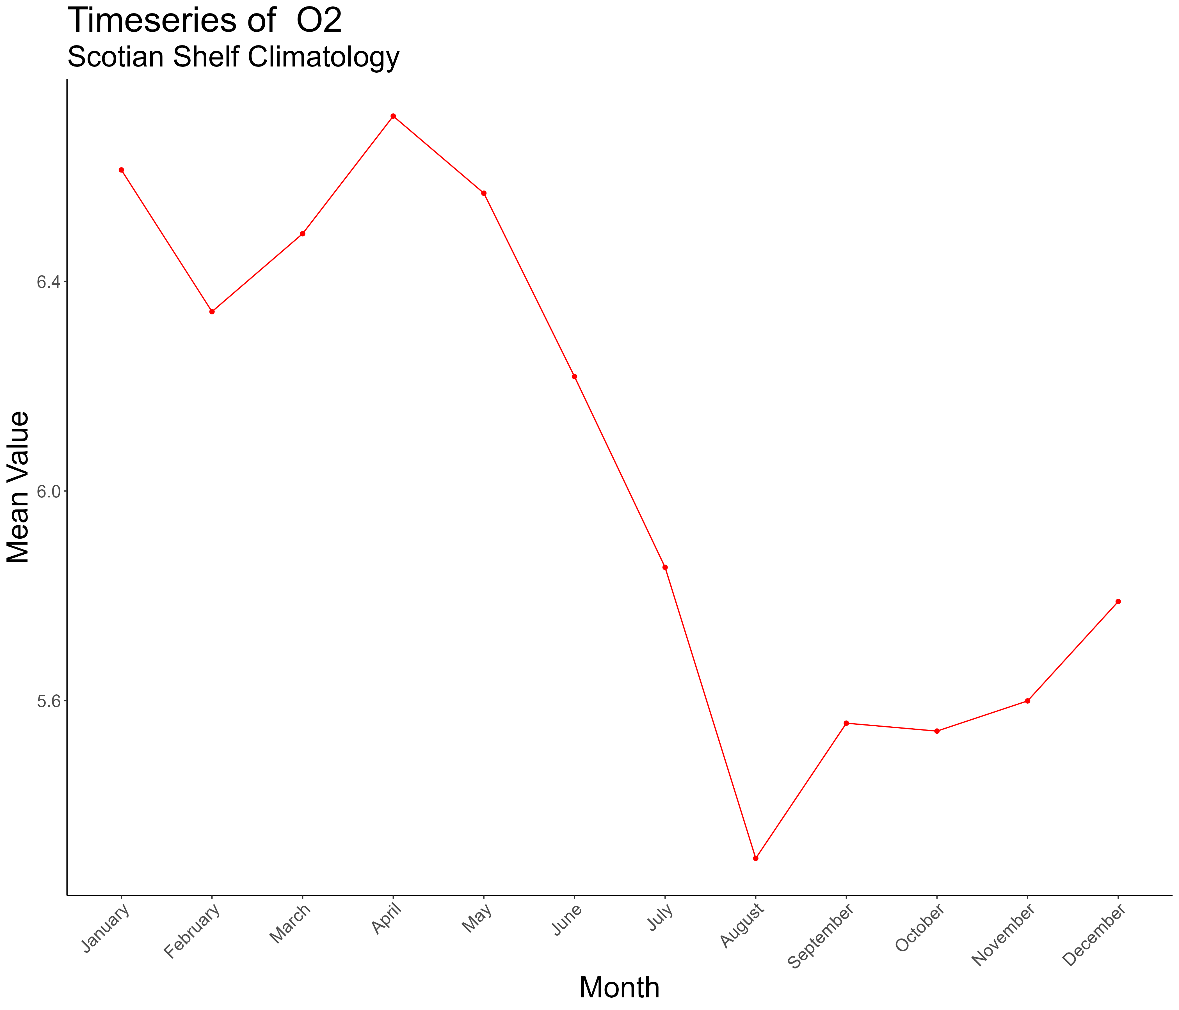 Timeseries of  O2
Scotian Shelf Climatology
Mean Value
6.4
6.0
5.6
January
February
March
April
May
June
July
August
September
October
November
December
Month